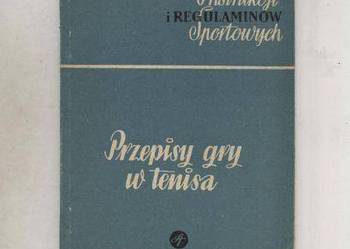 i REGULAMINÓW
Sportowych
Przepisy gry
w tenisa